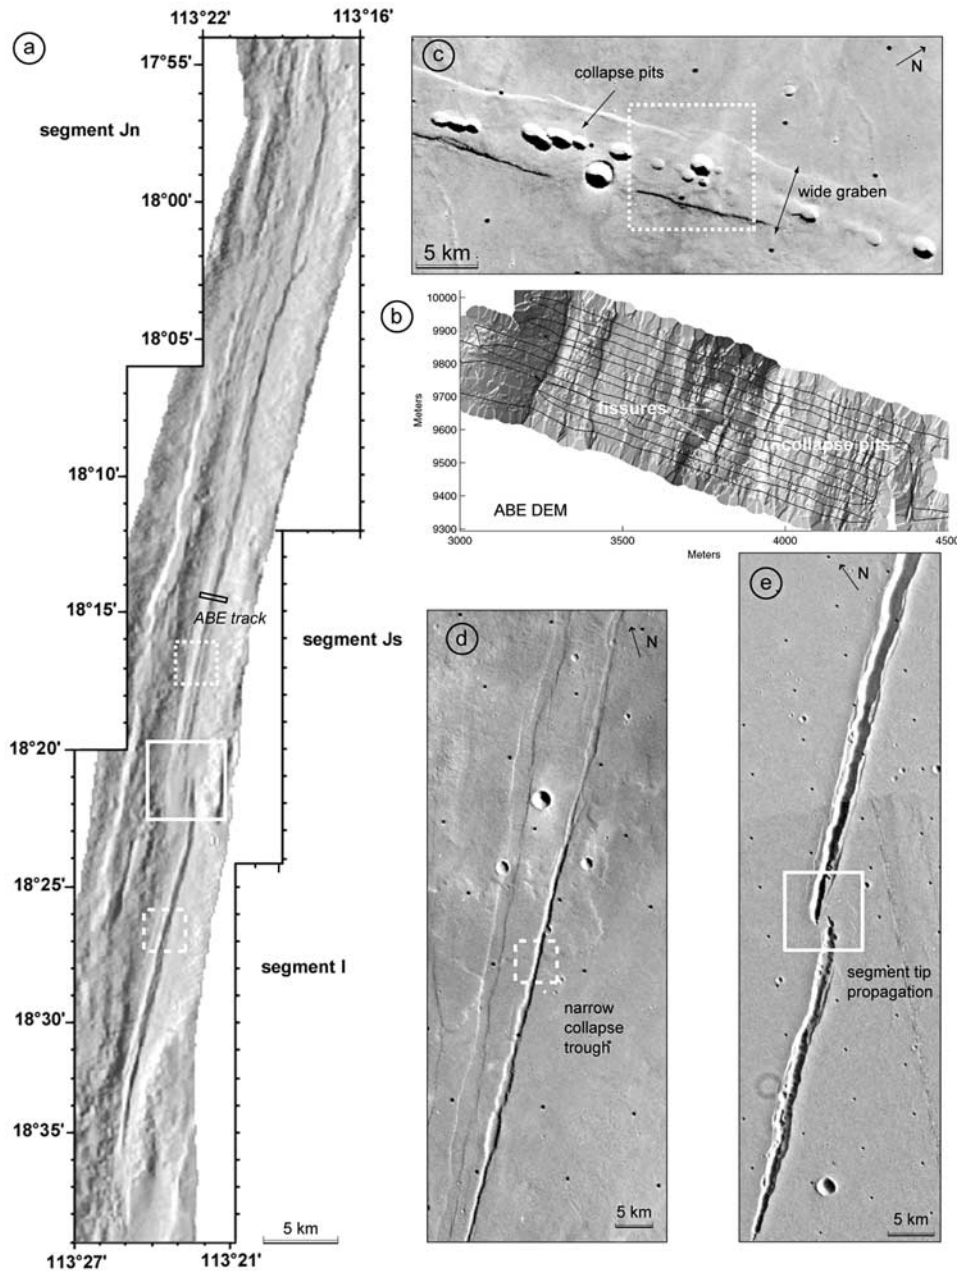 113°22'
113°16'
a
17°55'
segment Jn
18°00'
18°05'
18°10'
18°15'
ABE track
segment Js
18°20'
18°25'
segment I
18°30'
18°35'
5 km
113°27'
113°21'
c
collapse pits
N
wide graben
5 km
b
10000
9900
9800
9700
9600
9500
9400
9300
Meters
fissures
collapse pits
ABE DEM
3000
3500
4000
4500
Meters
d
N
narrow
collapse
trough
5 km
e
N
segment tip
propagation
5 km